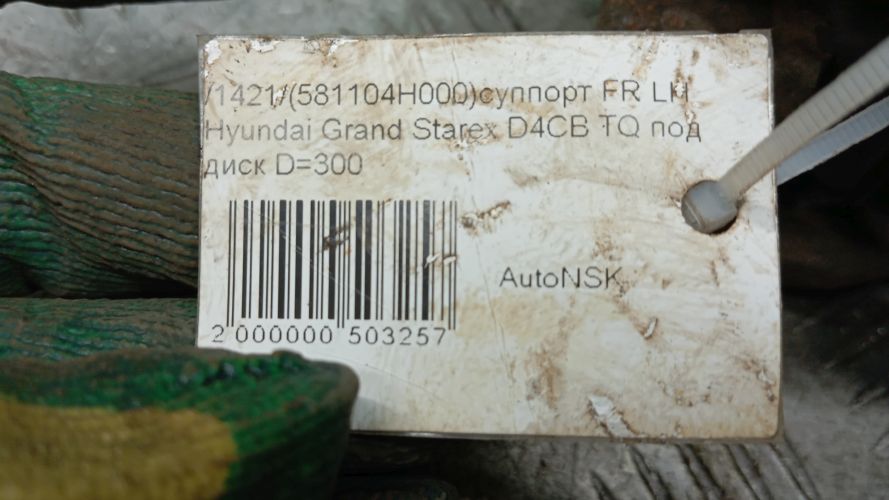 /1421/(581104H000)суппорт FR LH
Hyundai Grand Starex D4CB TQ под
диск D=300
AutoNSK
2 000000 503257